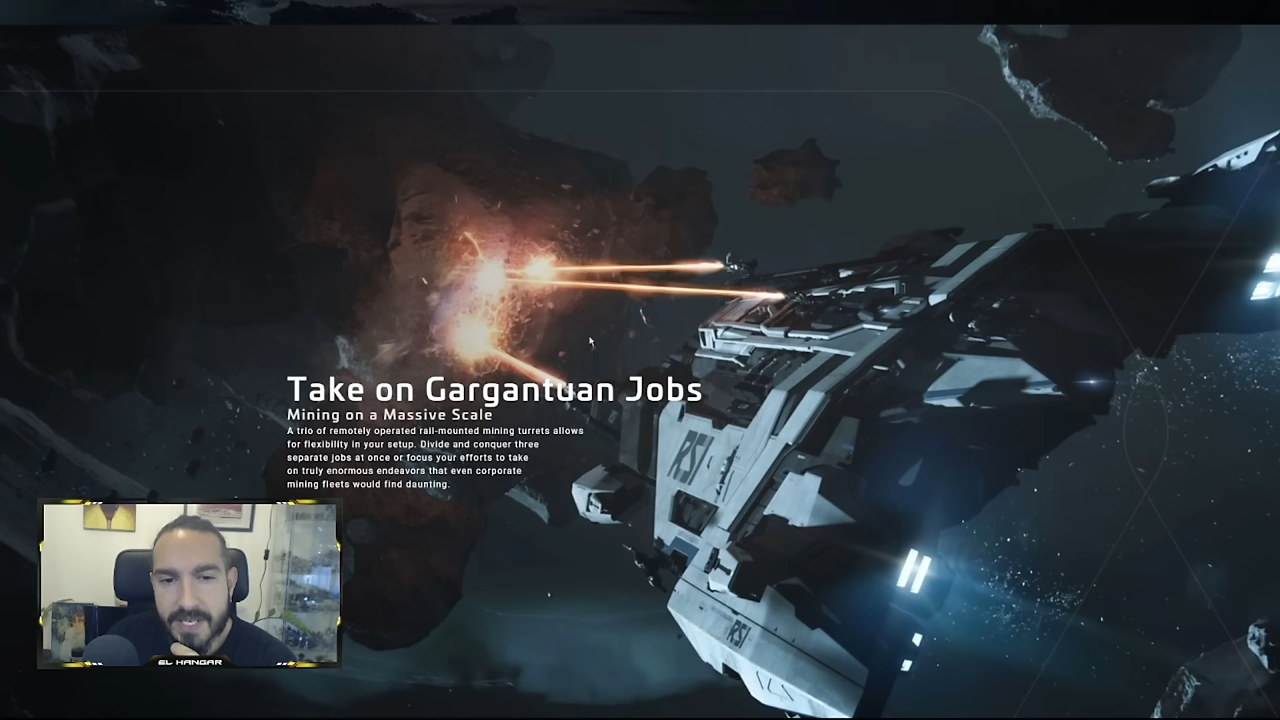 Take on Gargantuan Jobs
Mining on a Massive Scale
A trio of remotely operated rail-mounted mining turrets allows
for flexibility in your setup. Divide and conquer three
separate jobs at once or focus your efforts to take
on truly enormous endeavors that even corporate
mining fleets would find daunting.
RSI
RSI
EL HANGAR